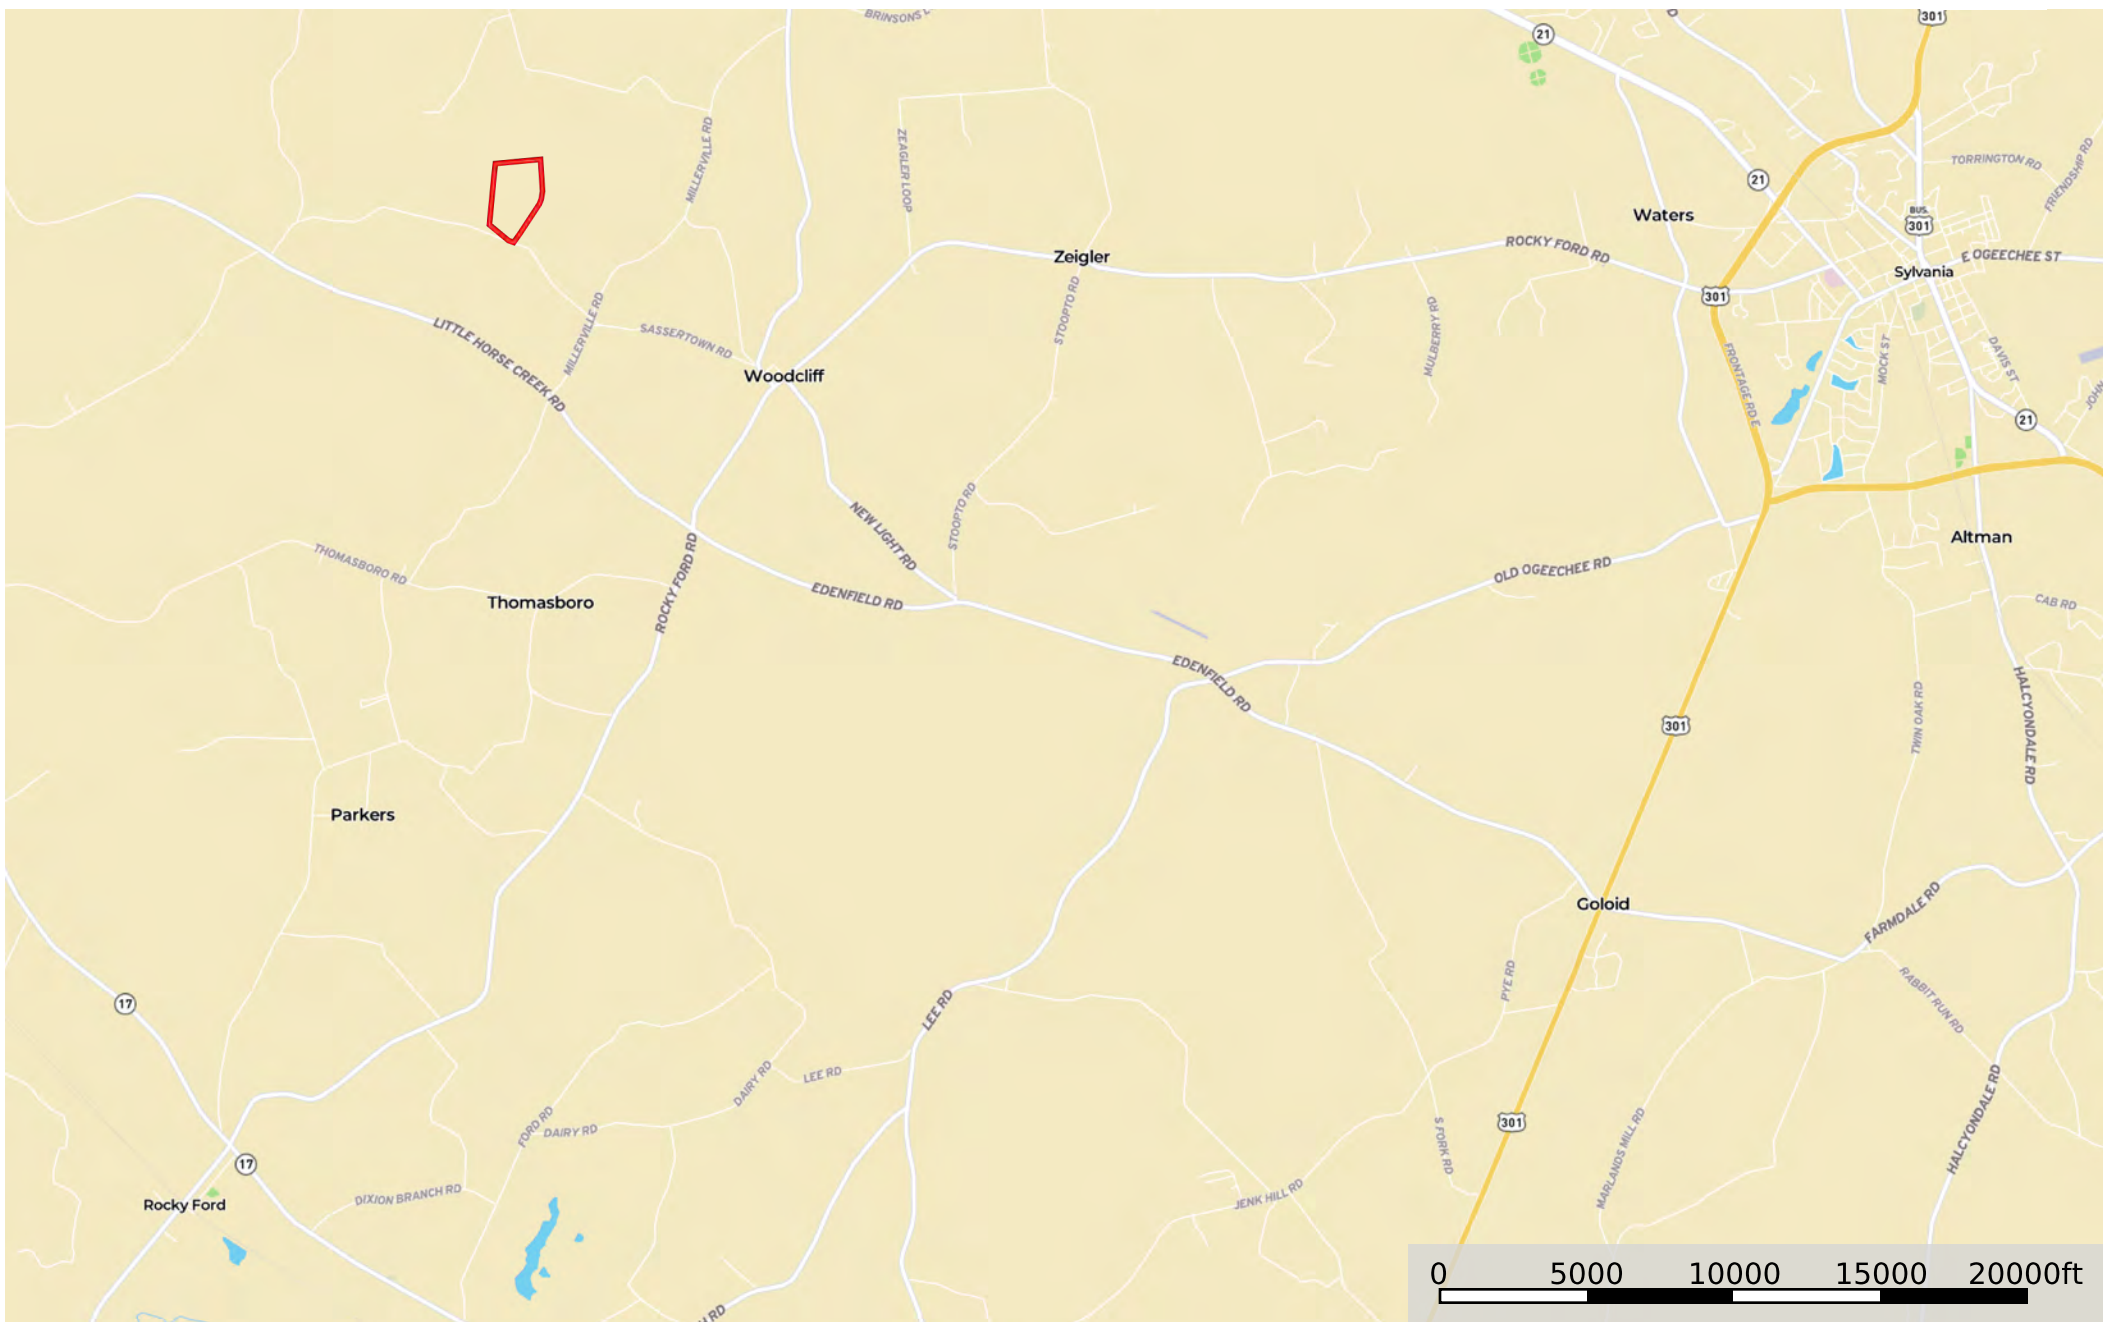 BRINSONS
21
301
MILLERVILLE RD
ZEAGLER LOOP
TORRINGTON RD
FRIENDSHIP RD
21
Waters
BUS.
301
ROCKY FORD RD
Zeigler
E OGEECHEE ST
Sylvania
301
STOOPTO RD
MULBERRY RD
MILLERVILLE RD
LITTLE HORSE CREEK RD
SASSERTOWN RD
Woodcliff
FRONTAGE RD E
MOCK ST
DAVIS ST
JOHN
21
STOOPTO RD
NEW LIGHT RD
Altman
THOMASBORO RD
OLD OGEECHEE RD
ROCKY FORD RD
EDENFIELD RD
Thomasboro
CAB RD
EDENFIELD RD
TWIN OAK RD
HALCYONDALE RD
301
Parkers
Goloid
FARMDALE RD
PYE RD
RABBIT RUN RD
17
LEE RD
LEE RD
DAIRY RD
FORD RD
DAIRY RD
301
S FORK RD
MARLANDS MILL RD
HALCYONDALE RD
17
DIXION BRANCH RD
JENK HILL RD
Rocky Ford
RD
0 5000 10000 15000 20000ft